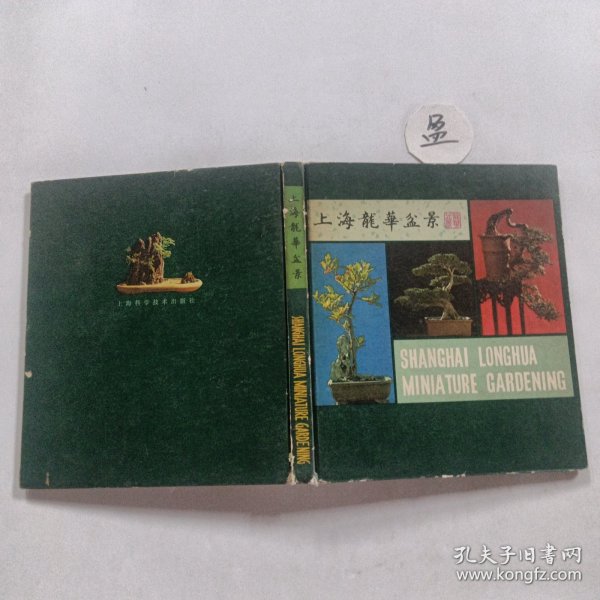 上海龍華盆景
SHANGHAI LONGHUA
MINIATURE GARDENING
上海龍華盆景
SHANGHAI LONGHUA MINIATURE GARDENING
上海科学技术出版社
孔夫子旧书网
www.kongfz.com